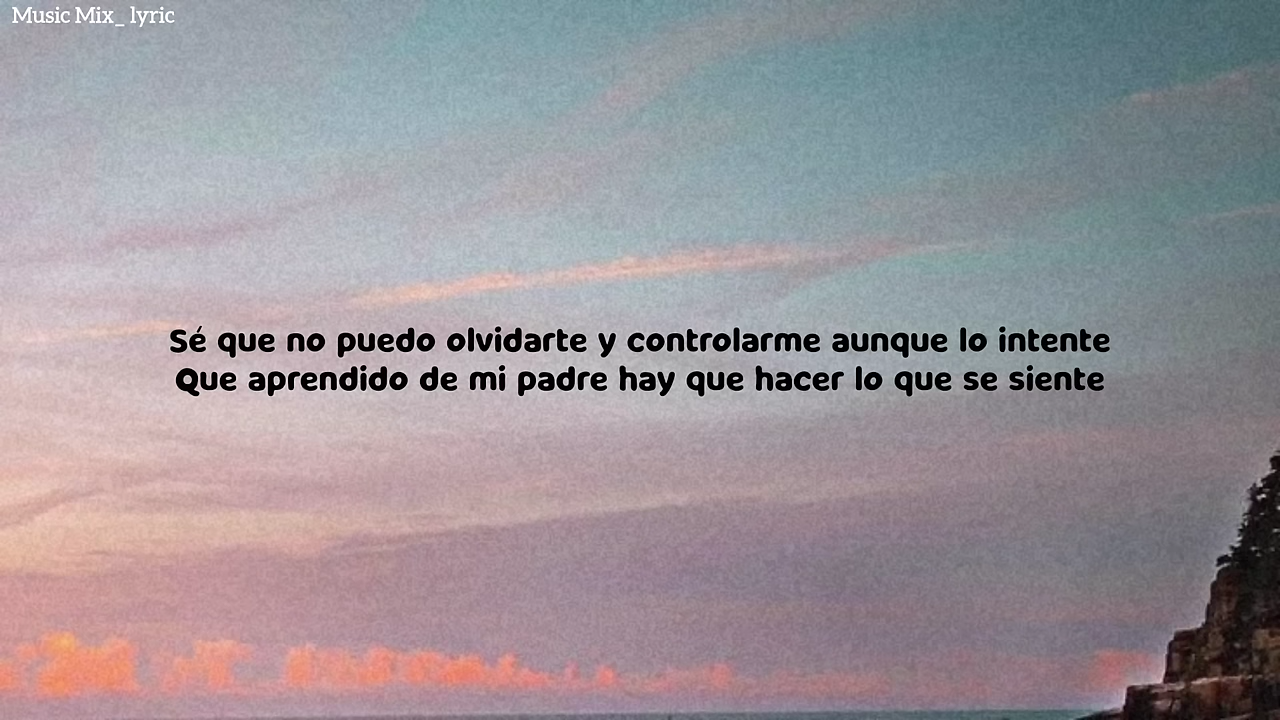 Music Mix_ lyric
Sé que no puedo olvidarte y controlarme aunque lo intente
Que aprendido de mi padre hay que hacer lo que se siente